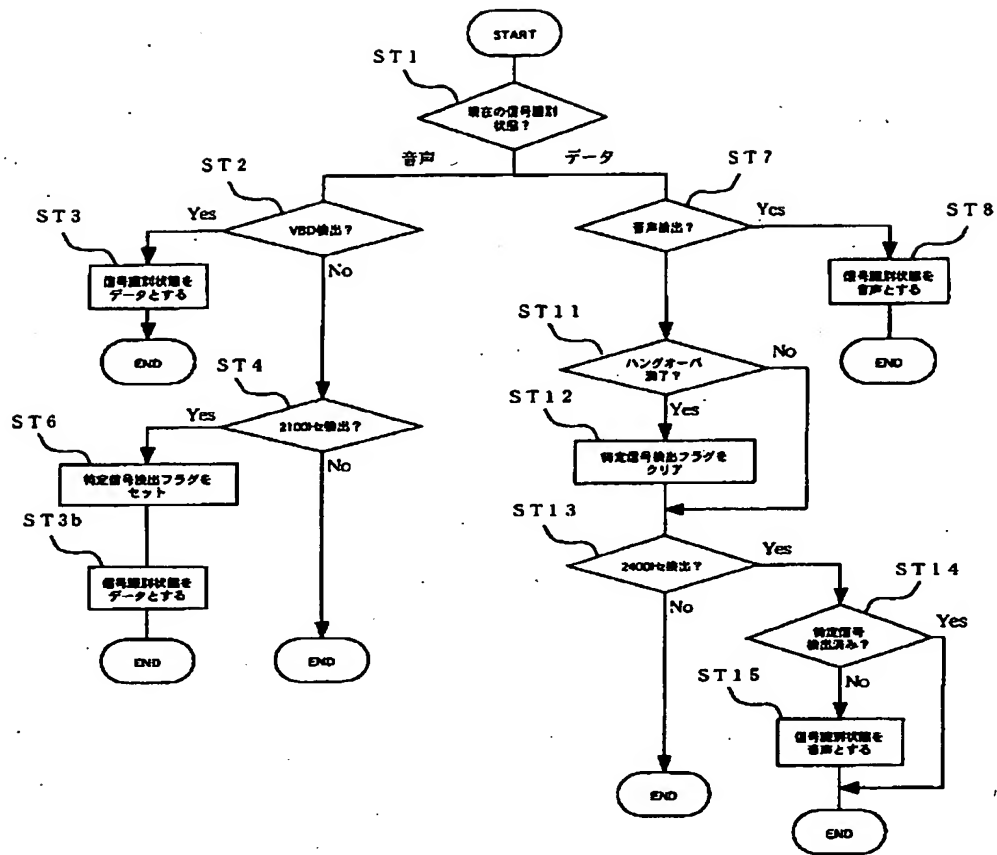 START
ST1
現在の信号識別
状態?
音声
データ
ST2
VBD検出?
Yes
No
ST3
信号識別状態を
データとする
END
ST4
2100Hz検出?
Yes
No
ST6
特定信号検出フラグを
セット
ST3b
信号識別状態を
データとする
END
END
ST7
音声検出?
Yes
ST8
信号識別状態を
音声とする
END
ST11
ハングオーバ
満了?
No
Yes
ST12
特定信号検出フラグを
クリア
ST13
2400Hz検出?
Yes
No
END
ST14
特定信号
検出済み?
Yes
No
ST15
信号識別状態を
音声とする
END